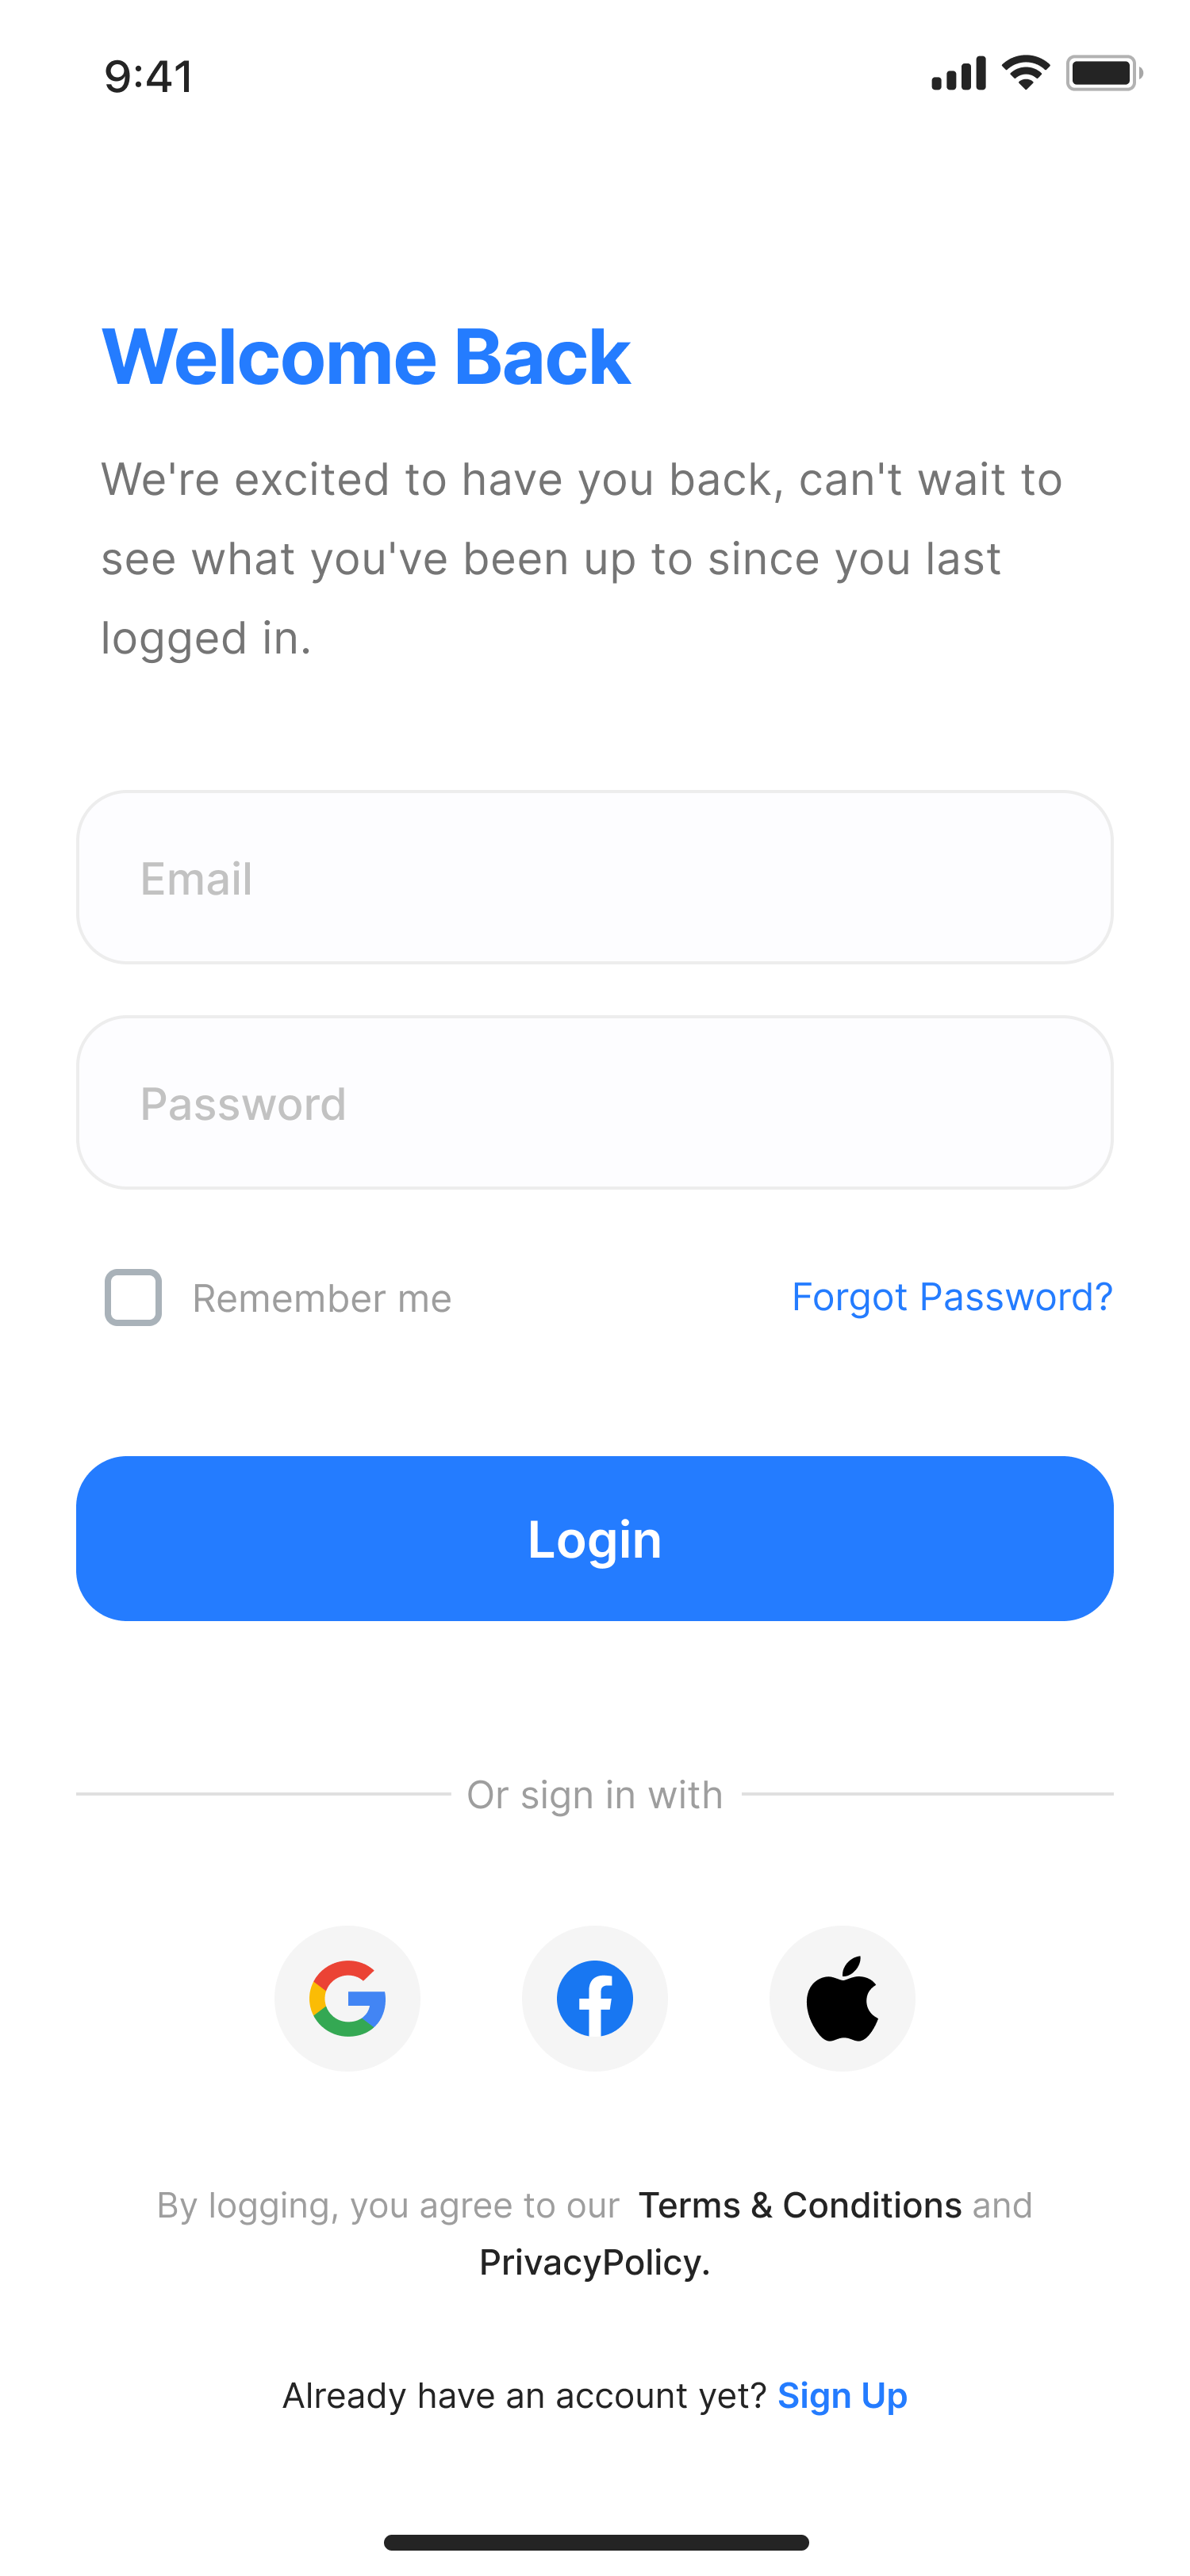 9:41
Welcome Back
We're excited to have you back, can't wait to
see what you've been up to since you last
logged in.
Email
Password
Remember me
Forgot Password?
Login
Or sign in with
By logging, you agree to our  Terms & Conditions and
PrivacyPolicy.
Already have an account yet? Sign Up